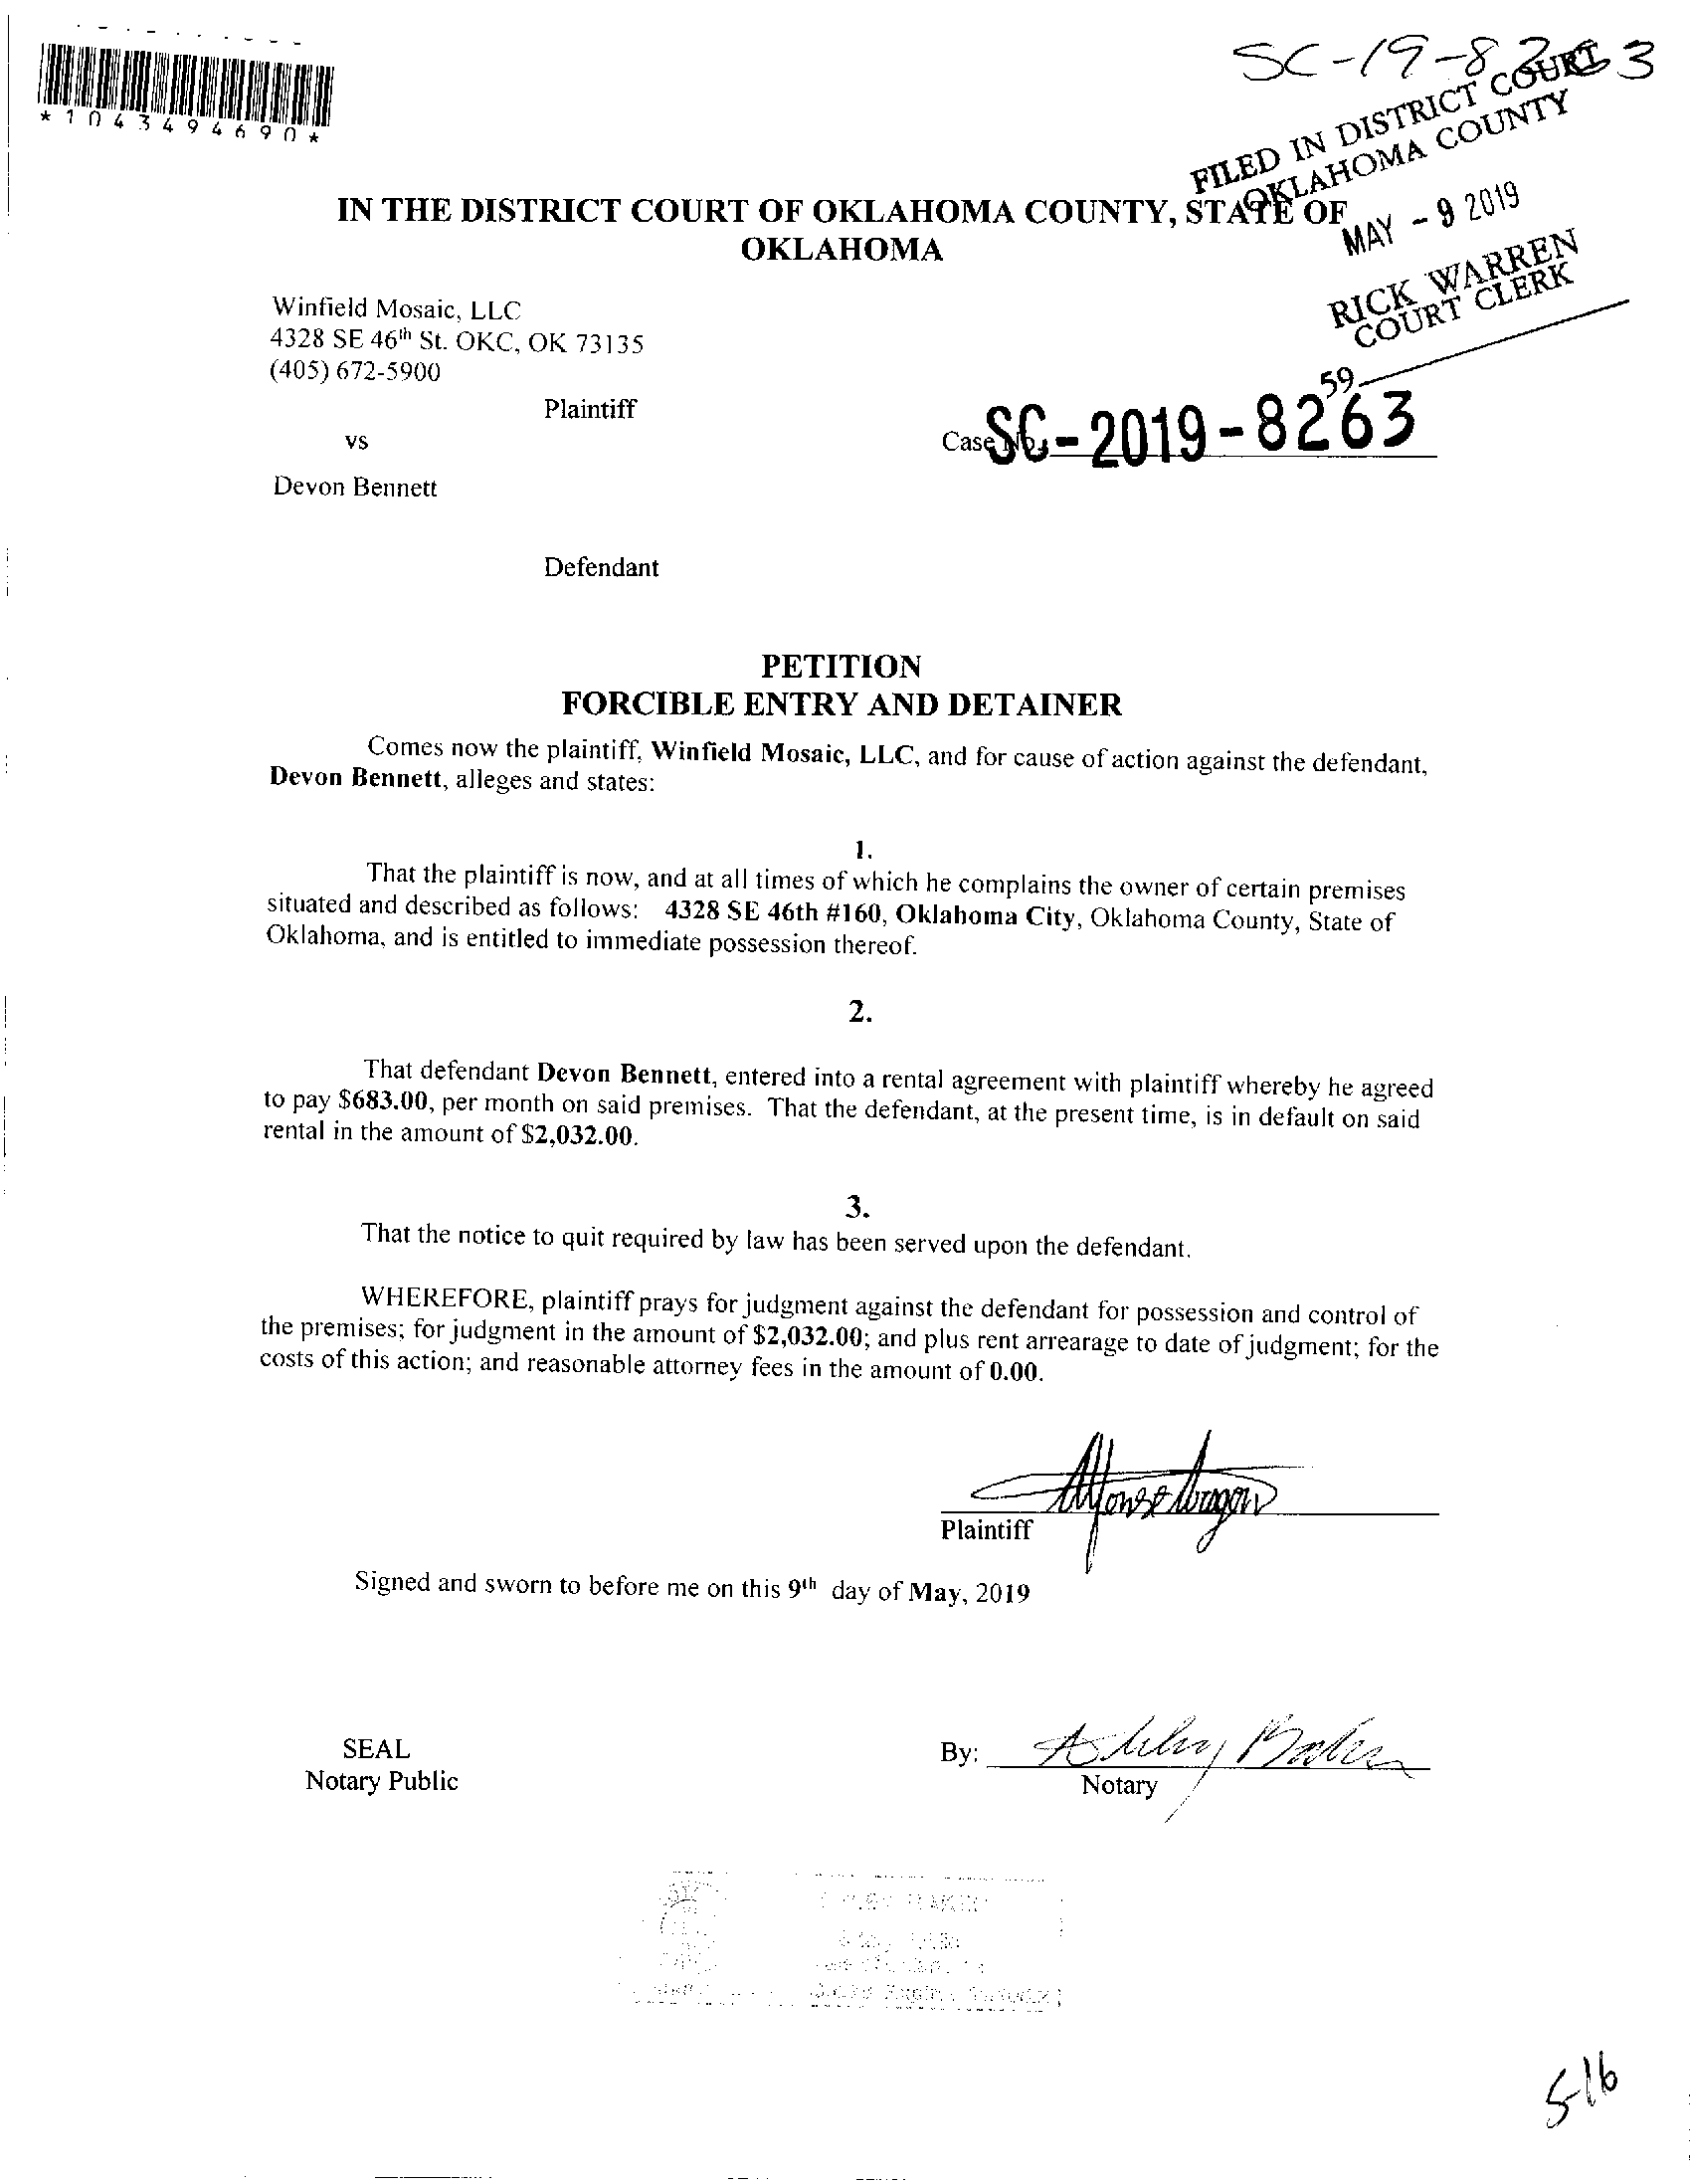 *1043494690*
SC-19-8263
FILED IN DISTRICT COURT
OKLAHOMA COUNTY
MAY - 9 2019
RICK WARREN
COURT CLERK
59
IN THE DISTRICT COURT OF OKLAHOMA COUNTY, STATE OF
OKLAHOMA
Winfield Mosaic, LLC
4328 SE 46th St. OKC, OK 73135
(405) 672-5900
Plaintiff
vs
Case No. SC-2019-8263
Devon Bennett
Defendant
PETITION
FORCIBLE ENTRY AND DETAINER
Comes now the plaintiff, Winfield Mosaic, LLC, and for cause of action against the defendant,
Devon Bennett, alleges and states:
1.
That the plaintiff is now, and at all times of which he complains the owner of certain premises
situated and described as follows: 4328 SE 46th #160, Oklahoma City, Oklahoma County, State of
Oklahoma, and is entitled to immediate possession thereof.
2.
That defendant Devon Bennett, entered into a rental agreement with plaintiff whereby he agreed
to pay $683.00, per month on said premises. That the defendant, at the present time, is in default on said
rental in the amount of $2,032.00.
3.
That the notice to quit required by law has been served upon the defendant.
WHEREFORE, plaintiff prays for judgment against the defendant for possession and control of
the premises; for judgment in the amount of $2,032.00; and plus rent arrearage to date of judgment; for the
costs of this action; and reasonable attorney fees in the amount of 0.00.
Plaintiff
Signed and sworn to before me on this 9th day of May, 2019
SEAL
Notary Public
By:
Notary
5-16